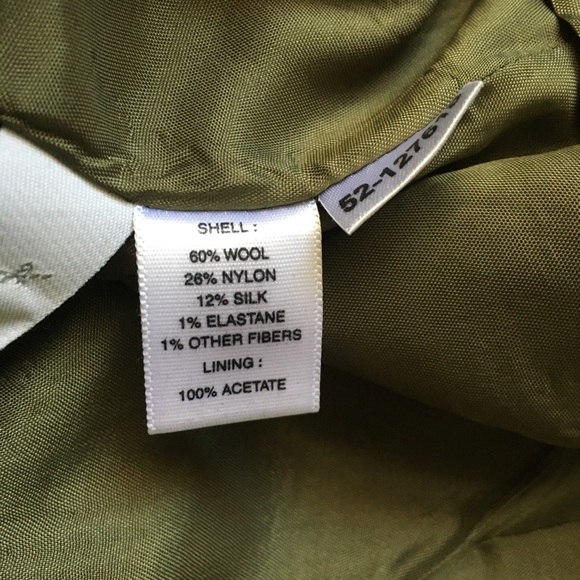 SHELL :
60% WOOL
26% NYLON
12% SILK
1% ELASTANE
1% OTHER FIBERS
LINING :
100% ACETATE